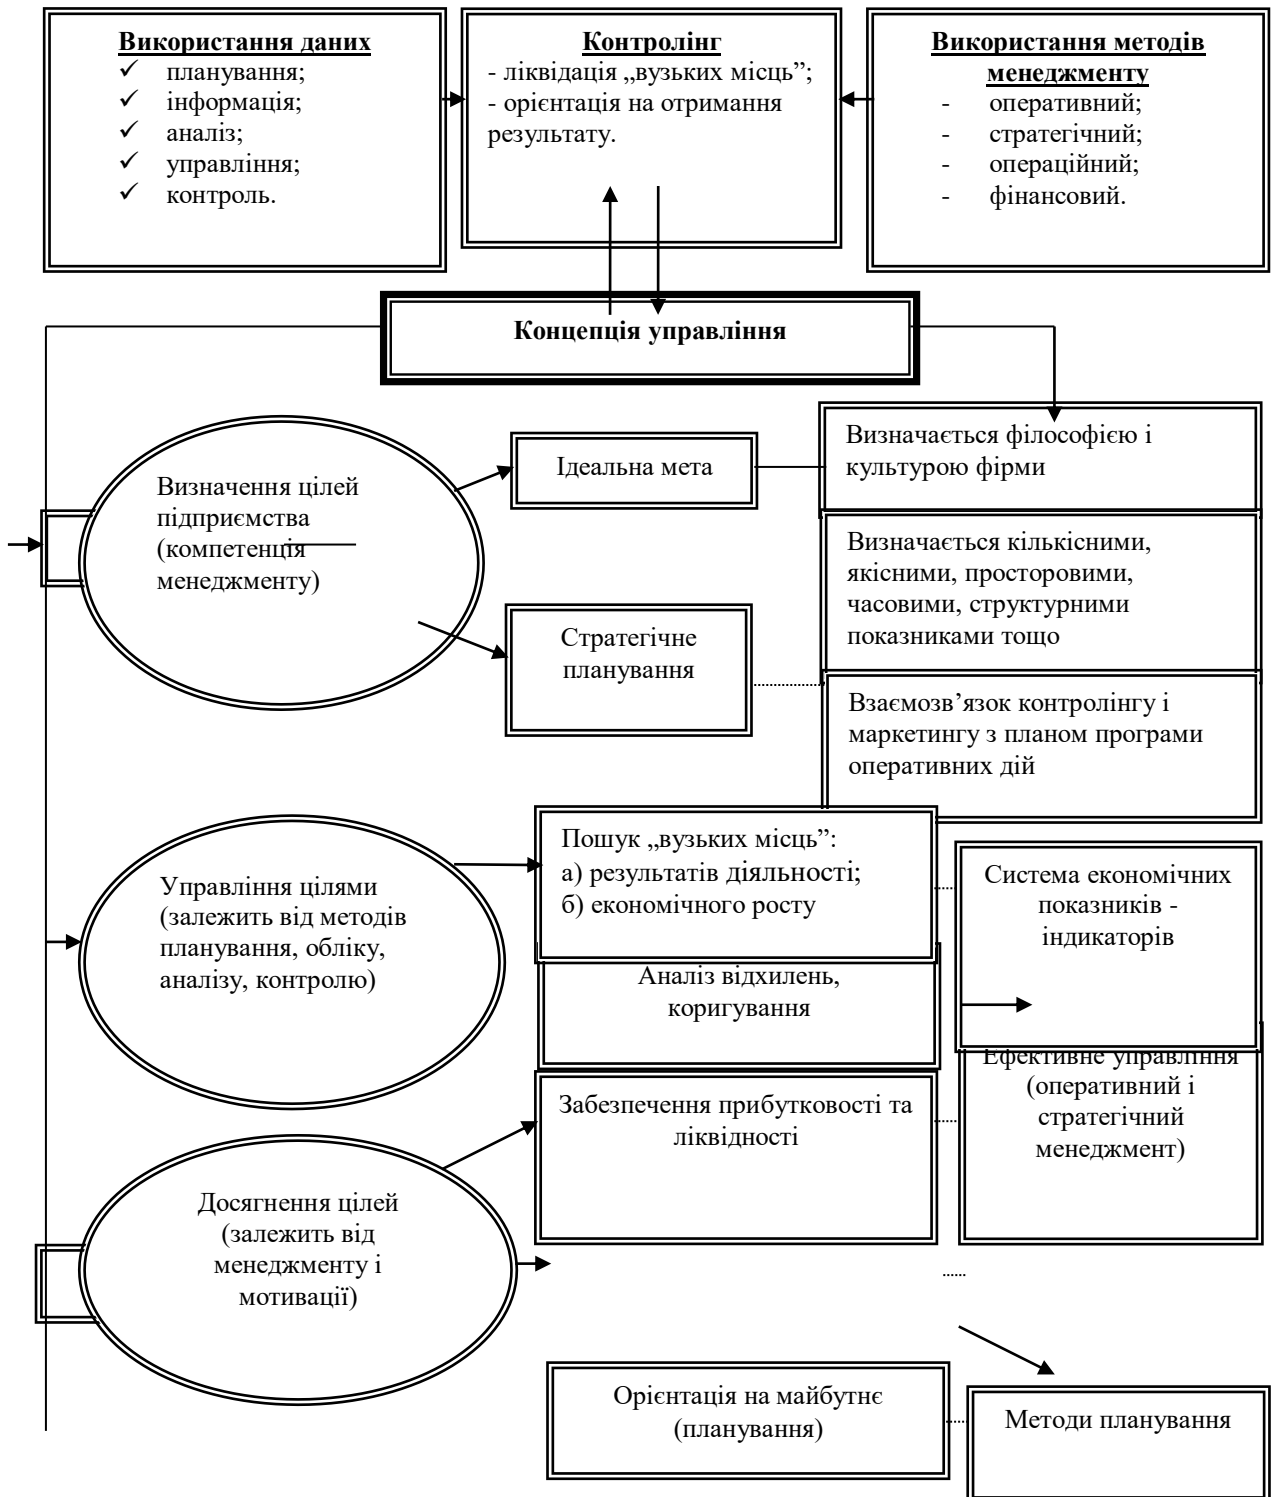 Використання даних
✓ планування;
✓ інформація;
✓ аналіз;
✓ управління;
✓ контроль.
Контролінг
- ліквідація „вузьких місць”;
- орієнтація на отримання
результату.
Використання методів
менеджменту
- оперативний;
- стратегічний;
- операційний;
- фінансовий.
Концепція управління
Визначення цілей
підприємства
(компетенція
менеджменту)
Ідеальна мета
Визначається філософією і
культурою фірми
Визначається кількісними,
якісними, просторовими,
часовими, структурними
показниками тощо
Стратегічне
планування
Взаємозв’язок контролінгу і
маркетингу з планом програми
оперативних дій
Управління цілями
(залежить від методів
планування, обліку,
аналізу, контролю)
Пошук „вузьких місць”:
а) результатів діяльності;
б) економічного росту
Система економічних
показників -
індикаторів
Аналіз відхилень,
коригування
Ефективне управління
(оперативний і
стратегічний
менеджмент)
Забезпечення прибутковості та
ліквідності
Досягнення цілей
(залежить від
менеджменту і
мотивації)
Орієнтація на майбутнє
(планування)
Методи планування